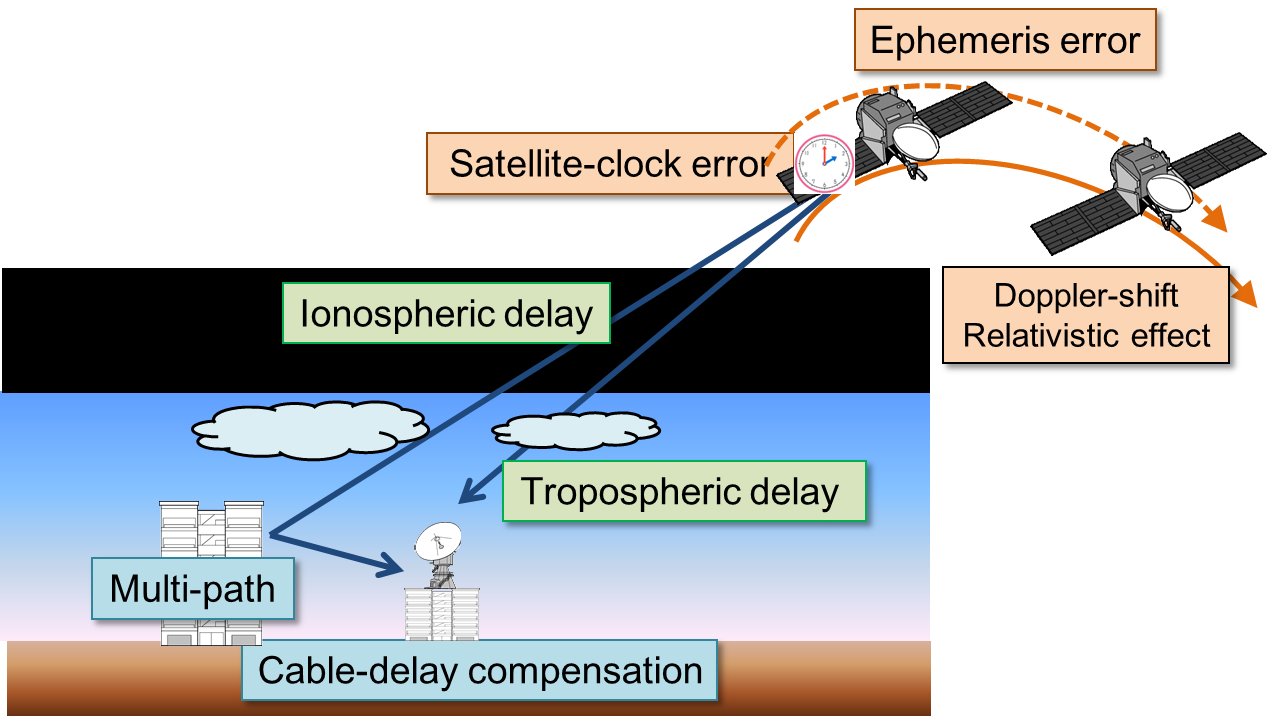 Ephemeris error
Satellite-clock error
Doppler-shift
Relativistic effect
Ionospheric delay
Tropospheric delay
Multi-path
Cable-delay compensation